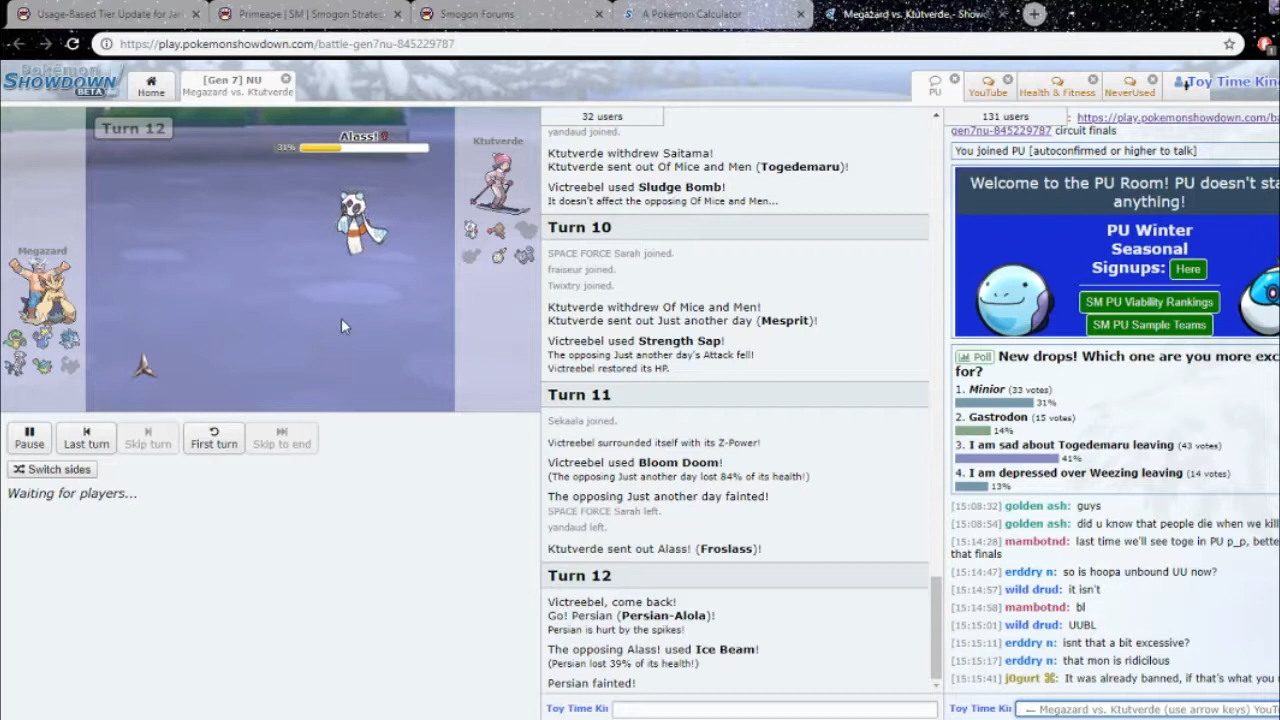 Usage-Based Tier Update for Jan
Primeape | SM | Smogon Strate
Smogon Forums
A Pokémon Calculator
Megazard vs. Ktutverde - Show
https://play.pokemonshowdown.com/battle-gen7nu-845229787
Pokémon
SHOWDOWN
BETA
Home
[Gen 7] NU
Megazard vs. Ktutverde
PU
YouTube
Health & Fitness
NeverUsed
Toy Time Kin
Turn 12
Alass!
31%
Ktutverde
Megazard
Pause
Last turn
Skip turn
First turn
Skip to end
Switch sides
Waiting for players...
32 users
yandaud joined.
Ktutverde withdrew Saitama!
Ktutverde sent out Of Mice and Men (Togedemaru)!
Victreebel used Sludge Bomb!
It doesn't affect the opposing Of Mice and Men...
Turn 10
SPACE FORCE Sarah joined.
fraiseur joined.
Twixtry joined.
Ktutverde withdrew Of Mice and Men!
Ktutverde sent out Just another day (Mesprit)!
Victreebel used Strength Sap!
The opposing Just another day's Attack fell!
Victreebel restored its HP.
Turn 11
Sekaala joined.
Victreebel surrounded itself with its Z-Power!
Victreebel used Bloom Doom!
(The opposing Just another day lost 84% of its health!)
The opposing Just another day fainted!
SPACE FORCE Sarah left.
yandaud left.
Ktutverde sent out Alass! (Froslass)!
Turn 12
Victreebel, come back!
Go! Persian (Persian-Alola)!
Persian is hurt by the spikes!
The opposing Alass! used Ice Beam!
(Persian lost 39% of its health!)
Persian fainted!
Toy Time Kin
131 users
: https://play.pokemonshowdown.com/ba
gen7nu-845229787 circuit finals
You joined PU [autoconfirmed or higher to talk]
Welcome to the PU Room! PU doesn't sta
anything!
PU Winter
Seasonal
Signups: Here
SM PU Viability Rankings
SM PU Sample Teams
Poll New drops! Which one are you more exc
for?
1. Minior (33 votes)
31%
2. Gastrodon (15 votes)
14%
3. I am sad about Togedemaru leaving (43 votes)
41%
4. I am depressed over Weezing leaving (14 votes)
13%
[15:08:32] golden ash: guys
[15:08:54] golden ash: did u know that people die when we kill
[15:14:28] mambotnd: last time we'll see toge in PU p_p, bette
that finals
[15:14:47] erddry n: so is hoopa unbound UU now?
[15:14:57] wild drud: it isn't
[15:14:58] mambotnd: bl
[15:15:01] wild drud: UUBL
[15:15:11] erddry n: isnt that a bit excessive?
[15:15:17] erddry n: that mon is ridicilous
[15:15:41] j0gurt ⌘: It was already banned, if that's what you
Toy Time Kin
— Megazard vs. Ktutverde (use arrow keys) YouT